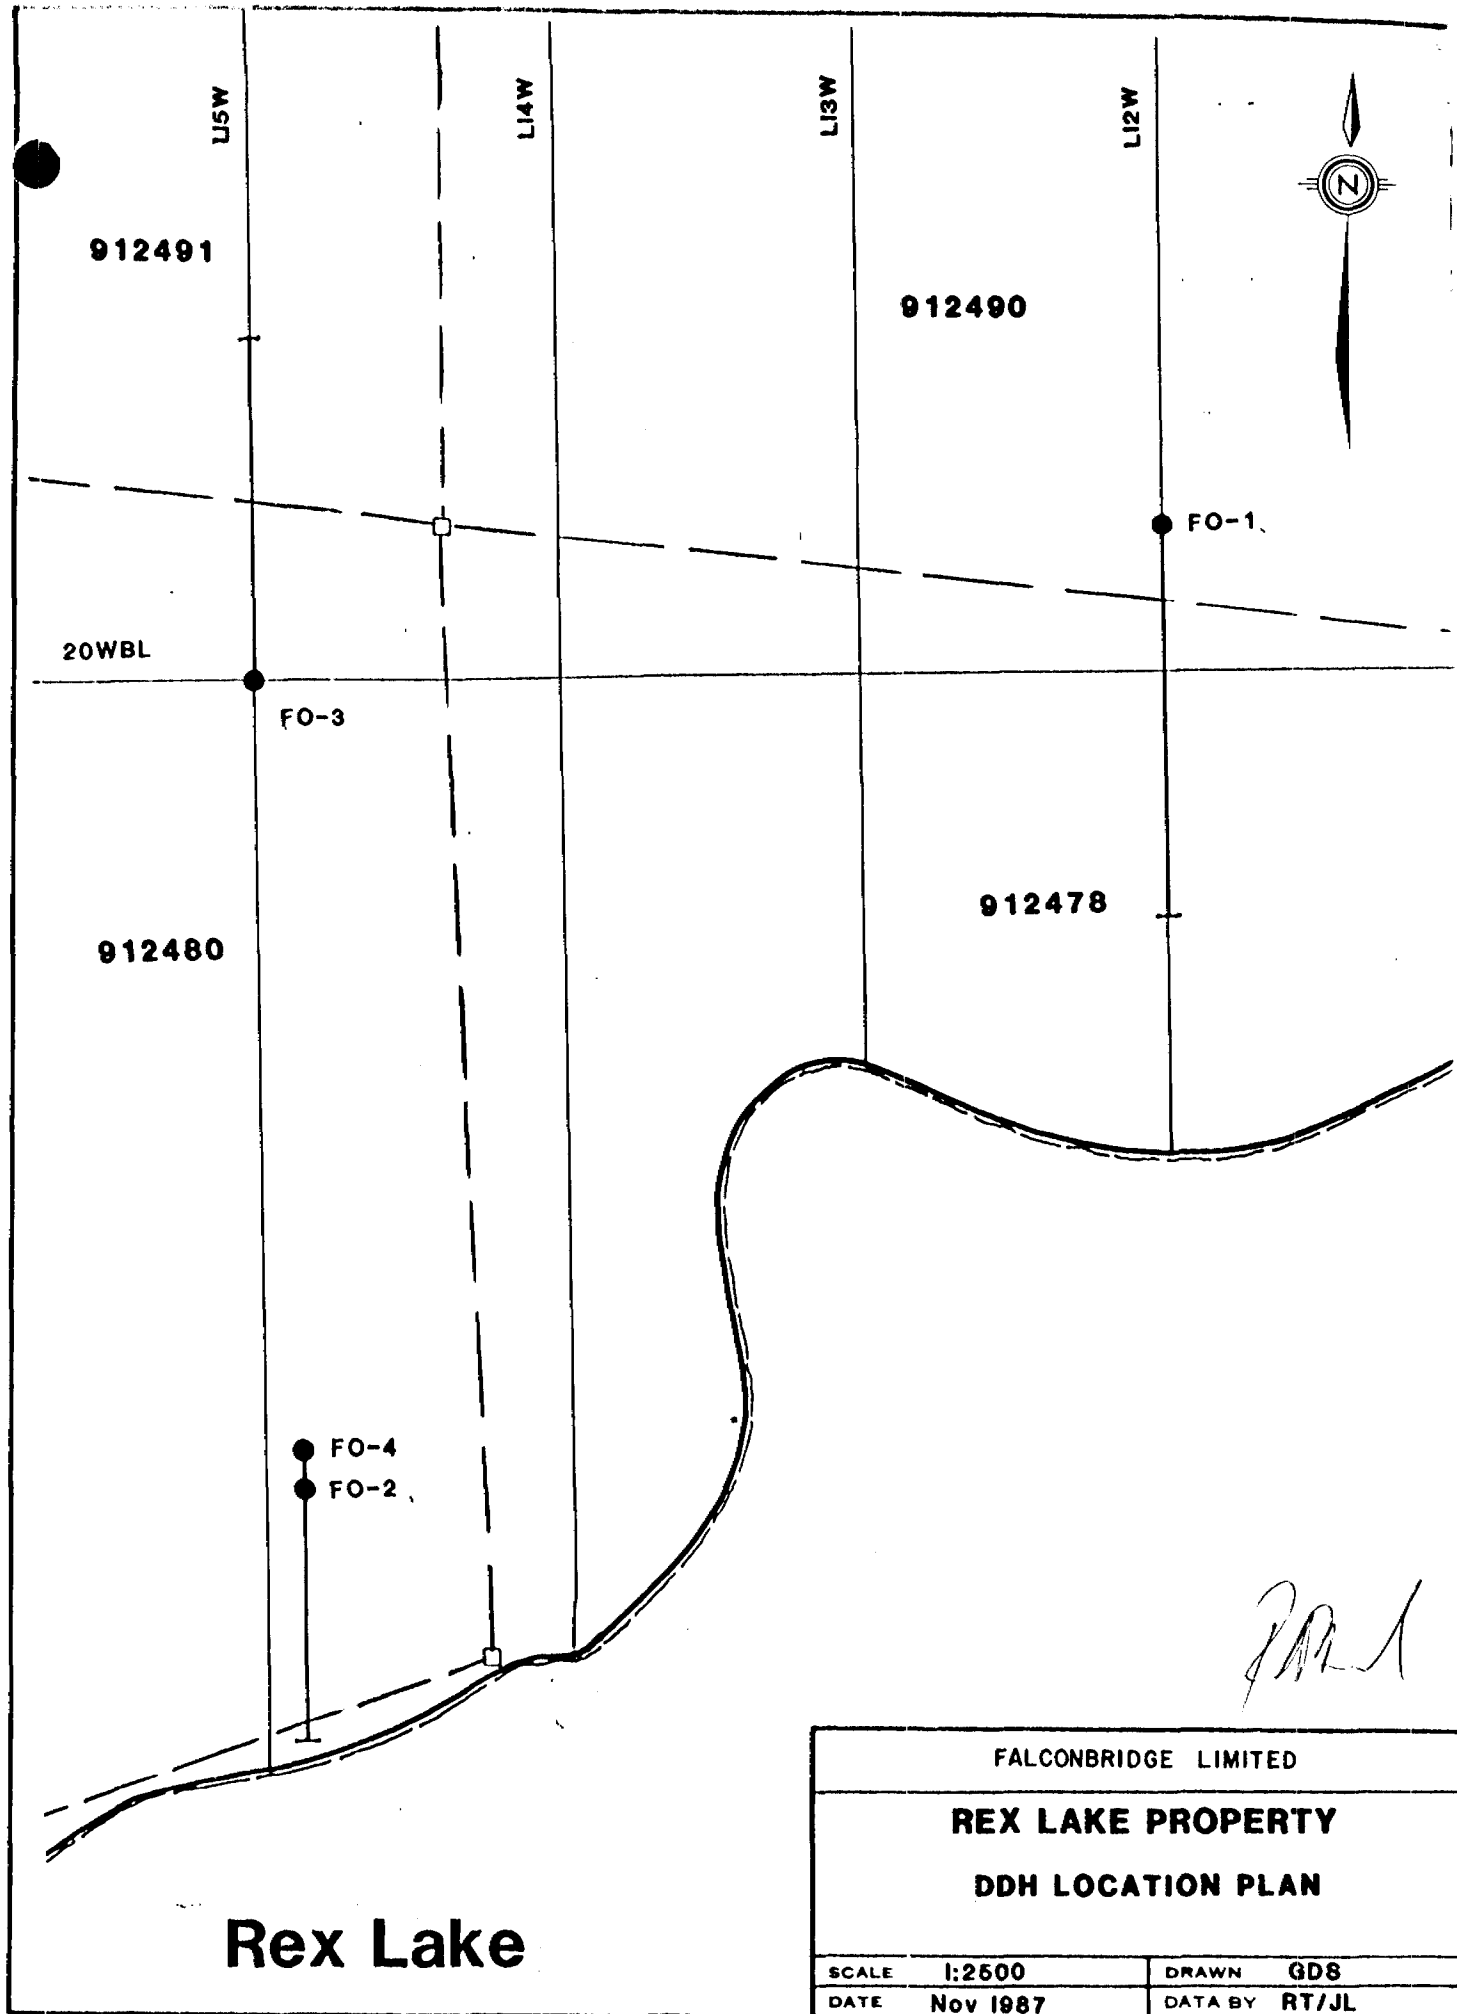 L15W
L14W
L13W
L12W
N
912491
912490
FO-1
20WBL
FO-3
912478
912480
FO-4
FO-2
FALCONBRIDGE LIMITED
REX LAKE PROPERTY
DDH LOCATION PLAN
SCALE 1:2500 DRAWN GDS
DATE Nov 1987 DATA BY RT/JL
Rex Lake